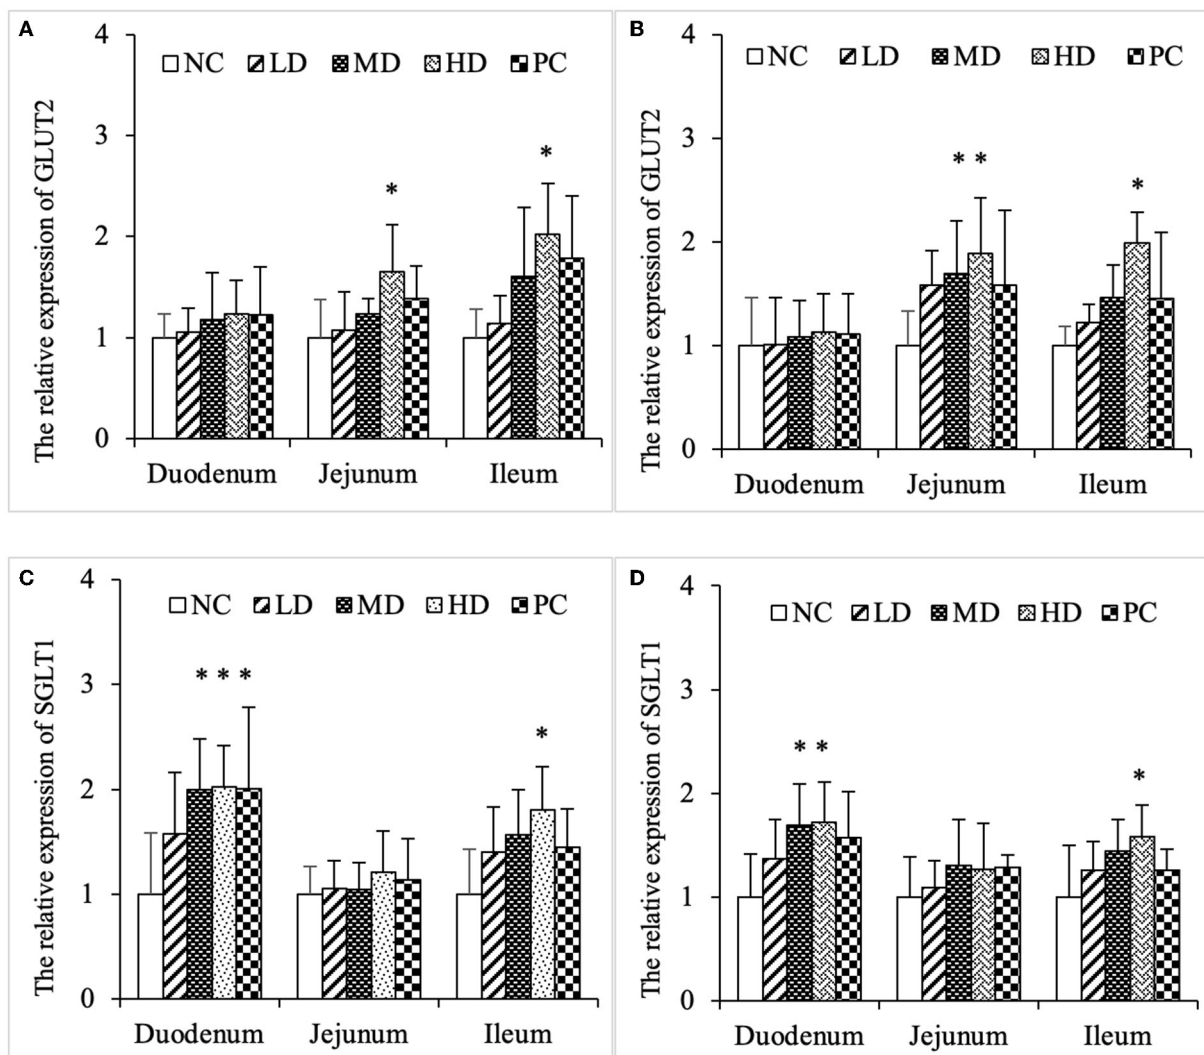 A
The relative expression of GLUT2
4
3
2
1
0
NC LD MD HD PC
*
*
Duodenum Jejunum Ileum
B
The relative expression of GLUT2
4
3
2
1
0
NC LD MD HD PC
* *
*
Duodenum Jejunum Ileum
C
The relative expression of SGLT1
4
3
2
1
0
NC LD MD HD PC
* * *
*
Duodenum Jejunum Ileum
D
The relative expression of SGLT1
4
3
2
1
0
NC LD MD HD PC
* *
*
Duodenum Jejunum Ileum